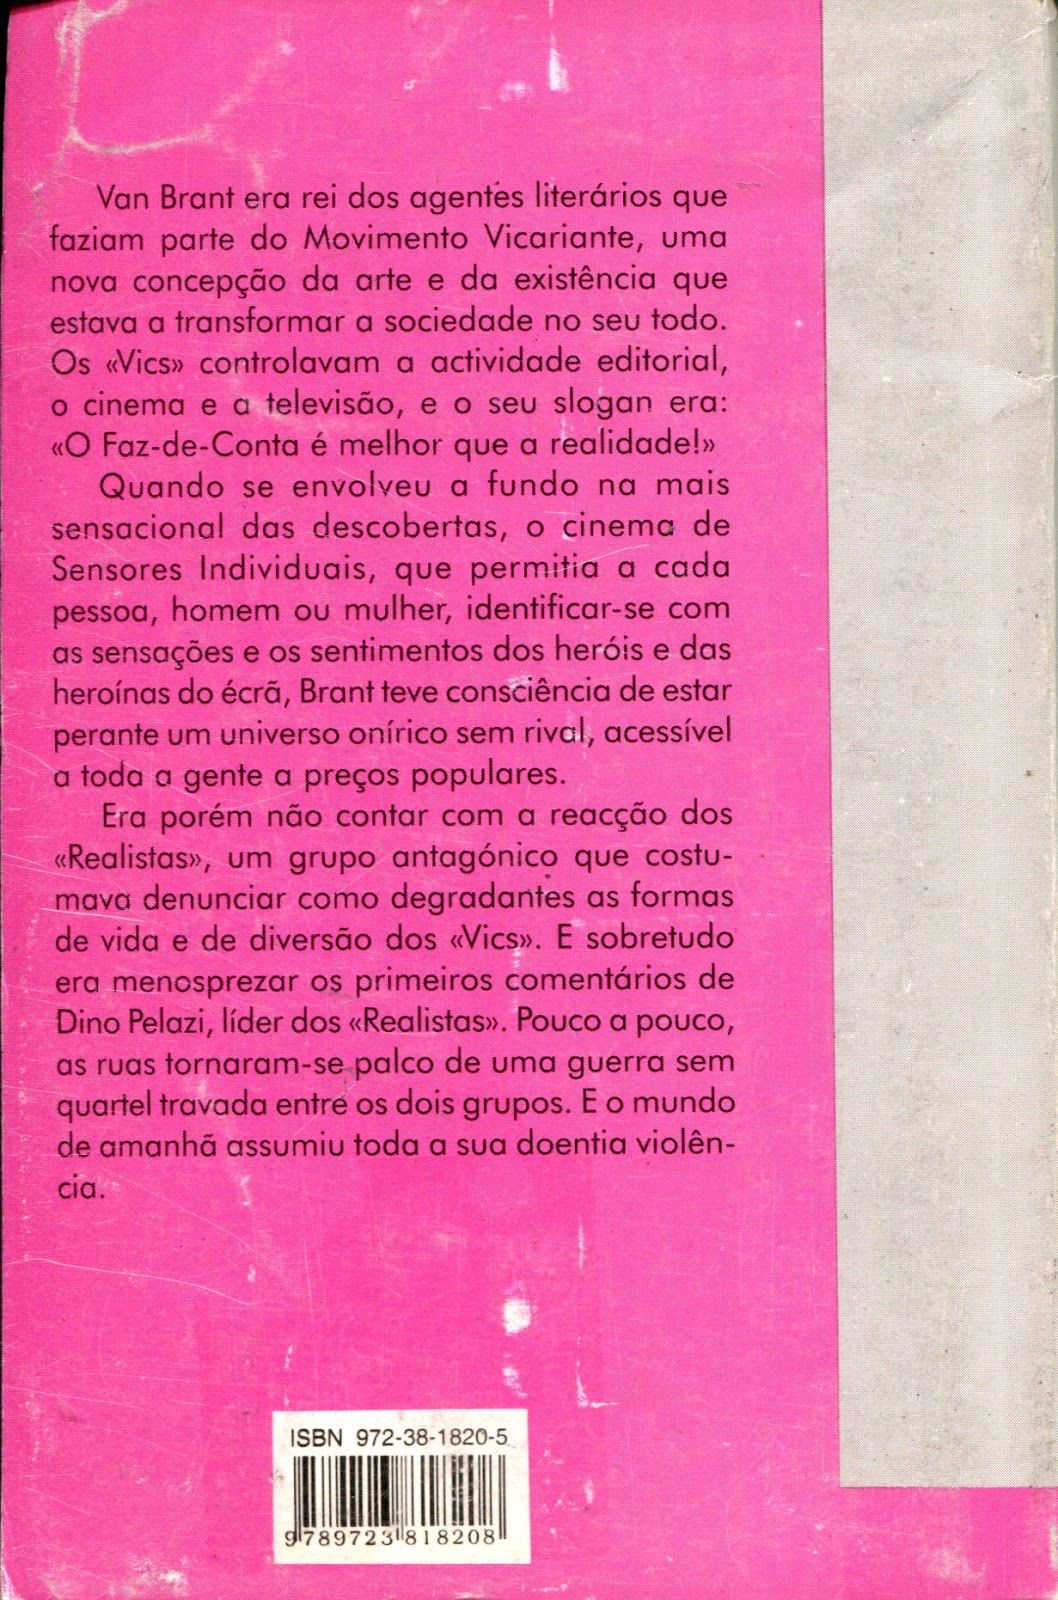 Van Brant era rei dos agentes literários que
faziam parte do Movimento Vicariante, uma
nova concepção da arte e da existência que
estava a transformar a sociedade no seu todo.
Os «Vics» controlavam a actividade editorial,
o cinema e a televisão, e o seu slogan era:
«O Faz-de-Conta é melhor que a realidade!»
Quando se envolveu a fundo na mais
sensacional das descobertas, o cinema de
Sensores Individuais, que permitia a cada
pessoa, homem ou mulher, identificar-se com
as sensações e os sentimentos dos heróis e das
heroínas do écrã, Brant teve consciência de estar
perante um universo onírico sem rival, acessível
a toda a gente a preços populares.
Era porém não contar com a reacção dos
«Realistas», um grupo antagónico que costu-
mava denunciar como degradantes as formas
de vida e de diversão dos «Vics». E sobretudo
era menosprezar os primeiros comentários de
Dino Pelazi, líder dos «Realistas». Pouco a pouco,
as ruas tornaram-se palco de uma guerra sem
quartel travada entre os dois grupos. E o mundo
de amanhã assumiu toda a sua doentia violên-
cia.
ISBN 972-38-1820-5
9789723818208